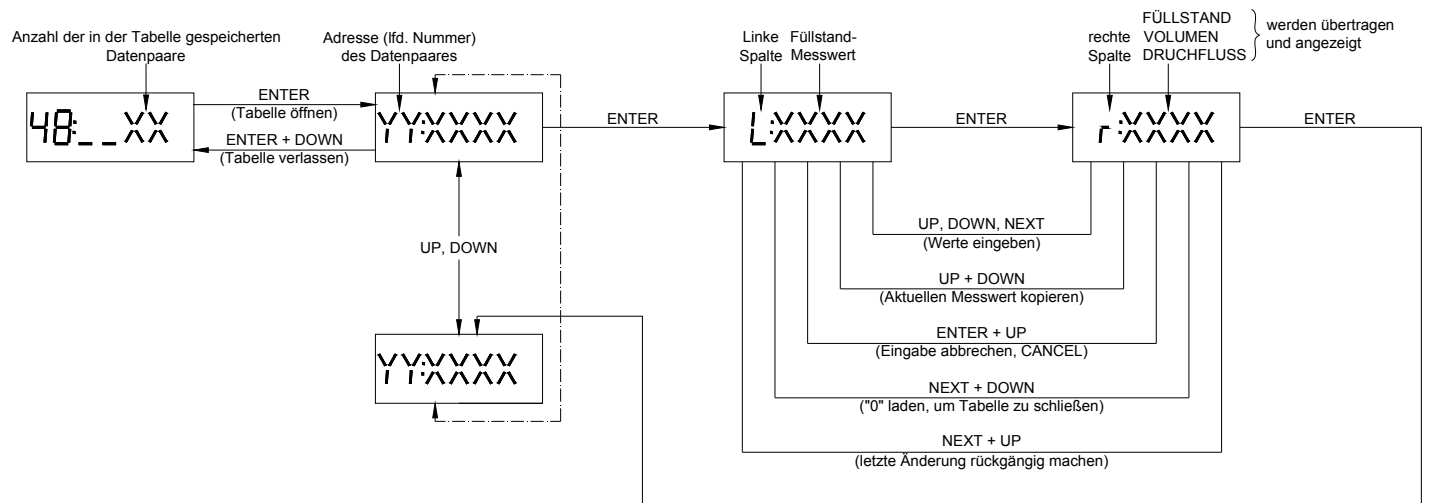 Anzahl der in der Tabelle gespeicherten
Datenpaare
Adresse (lfd. Nummer)
des Datenpaares
Linke
Spalte
Füllstand-
Messwert
rechte
Spalte
FÜLLSTAND
VOLUMEN
DRUCHFLUSS
werden übertragen
und angezeigt
48:_ _XX
ENTER
(Tabelle öffnen)
ENTER + DOWN
(Tabelle verlassen)
YY:XXXX
ENTER
L:XXXX
ENTER
r:XXXX
ENTER
UP, DOWN
YY:XXXX
UP, DOWN, NEXT
(Werte eingeben)
UP + DOWN
(Aktuellen Messwert kopieren)
ENTER + UP
(Eingabe abbrechen, CANCEL)
NEXT + DOWN
("0" laden, um Tabelle zu schließen)
NEXT + UP
(letzte Änderung rückgängig machen)